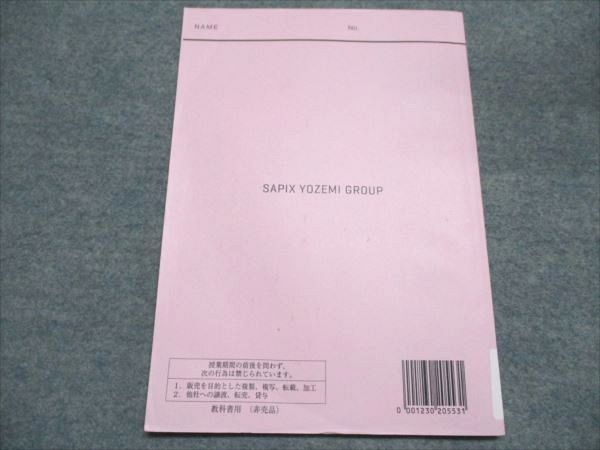 NAME No.
SAPIX YOZEMI GROUP
授業期間の前後を問わず、
次の行為は禁じられています。
1．販売を目的とした複製、複写、転載、加工
2．他社への譲渡、転売、貸与
教科書用 （非売品）
0 001230 205531